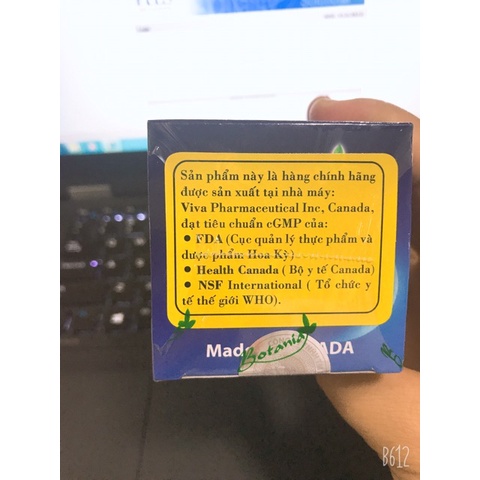 Sản phẩm này là hàng chính hãng
được sản xuất tại nhà máy:
Viva Pharmaceutical Inc, Canada,
đạt tiêu chuẩn cGMP của:
• FDA (Cục quản lý thực phẩm và
dược phẩm Hoa Kỳ)
• Health Canada ( Bộ y tế Canada)
• NSF International ( Tổ chức y
tế thế giới WHO).
Made ADA
Botania
B612